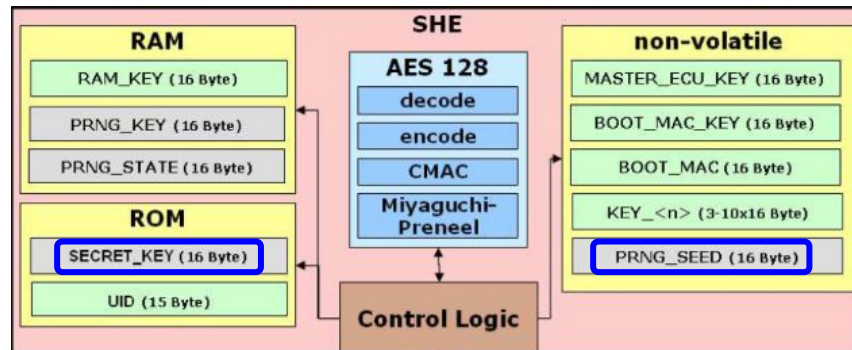 SHE
RAM
RAM_KEY (16 Byte)
PRNG_KEY (16 Byte)
PRNG_STATE (16 Byte)
ROM
SECRET_KEY (16 Byte)
UID (15 Byte)
AES 128
decode
encode
CMAC
Miyaguchi-
Preneel
Control Logic
non-volatile
MASTER_ECU_KEY (16 Byte)
BOOT_MAC_KEY (16 Byte)
BOOT_MAC (16 Byte)
KEY_<n> (3-10x16 Byte)
PRNG_SEED (16 Byte)